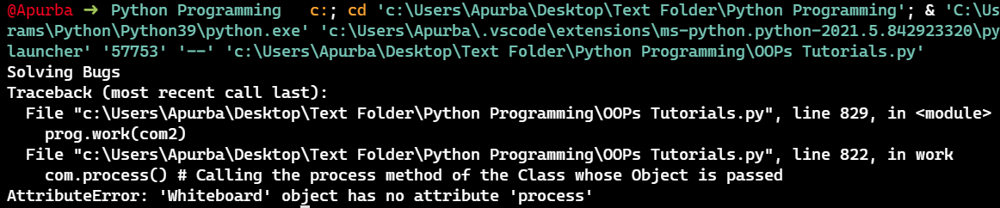 @Apurba ➜ Python Programming c:; cd 'c:\Users\Apurba\Desktop\Text Folder\Python Programming'; & 'C:\Us
rams\Python\Python39\python.exe' 'c:\Users\Apurba\.vscode\extensions\ms-python.python-2021.5.842923320\py
launcher' '57753' '--' 'c:\Users\Apurba\Desktop\Text Folder\Python Programming\OOPs Tutorials.py'
Solving Bugs
Traceback (most recent call last):
  File "c:\Users\Apurba\Desktop\Text Folder\Python Programming\OOPs Tutorials.py", line 829, in <module>
    prog.work(com2)
  File "c:\Users\Apurba\Desktop\Text Folder\Python Programming\OOPs Tutorials.py", line 822, in work
    com.process() # Calling the process method of the Class whose Object is passed
AttributeError: 'Whiteboard' object has no attribute 'process'